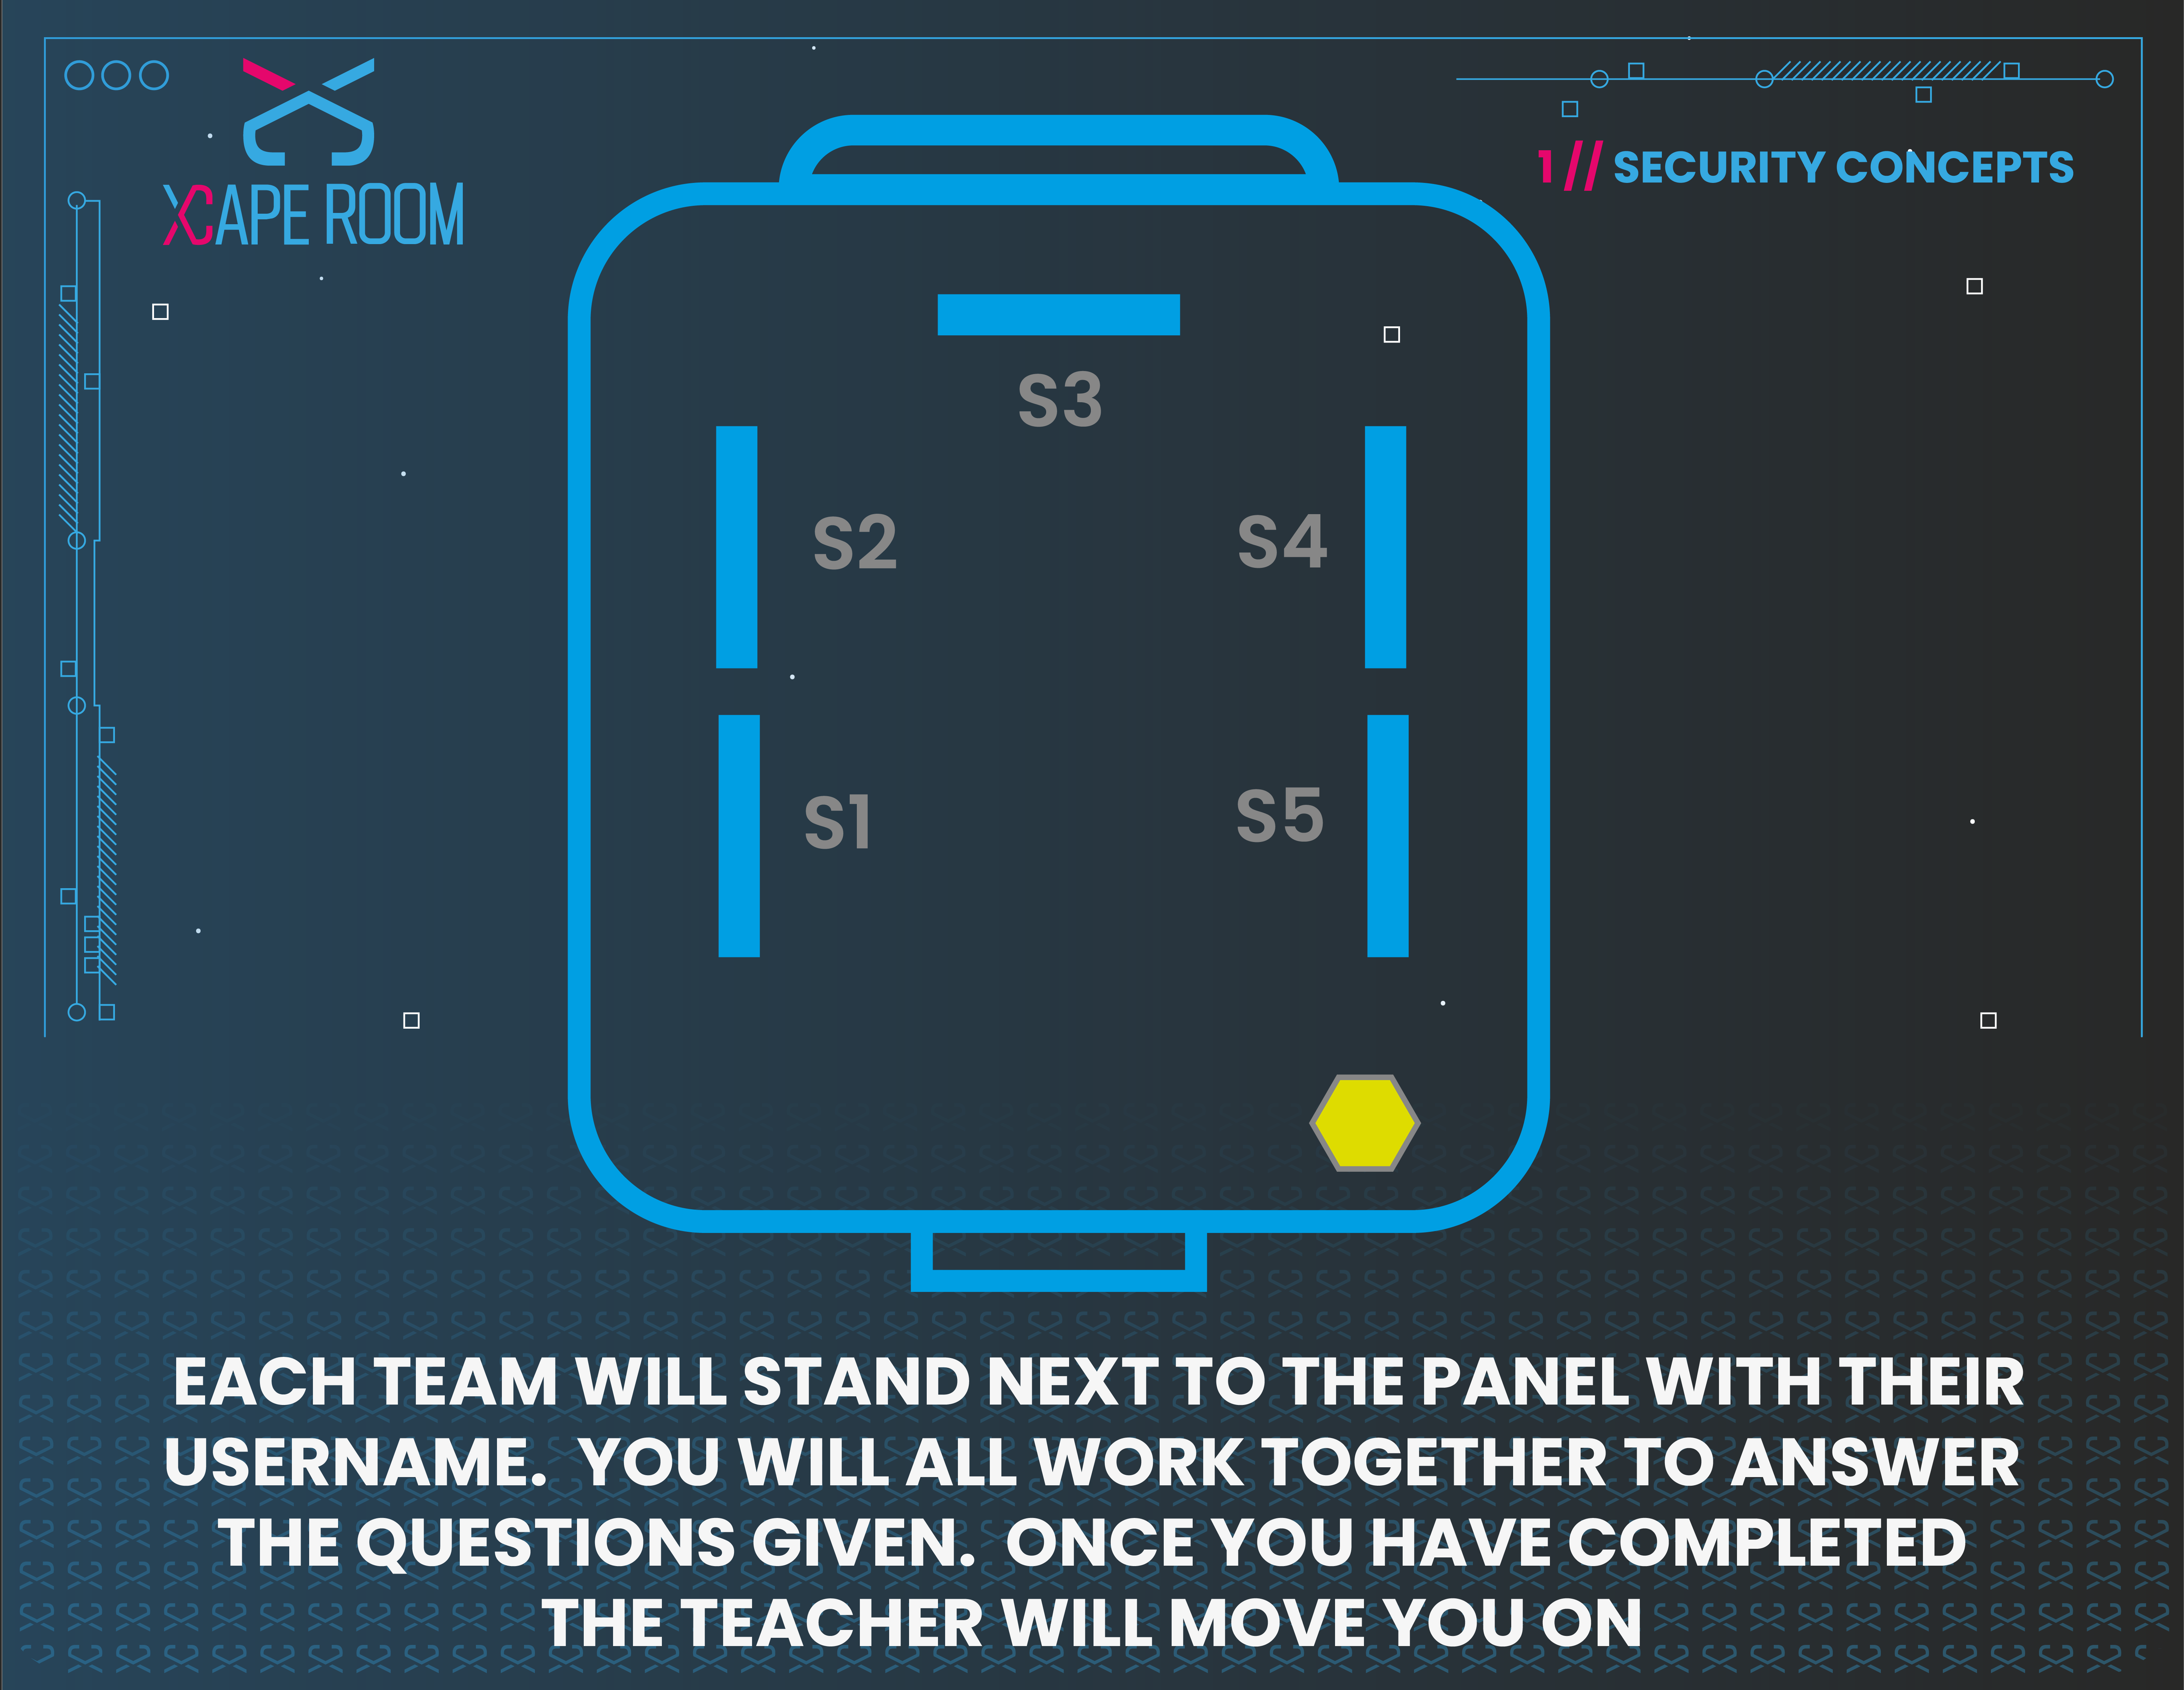 XCAPE ROOM
1 // SECURITY CONCEPTS
S3
S2
S4
S1
S5
EACH TEAM WILL STAND NEXT TO THE PANEL WITH THEIR
USERNAME.  YOU WILL ALL WORK TOGETHER TO ANSWER
THE QUESTIONS GIVEN.  ONCE YOU HAVE COMPLETED
THE TEACHER WILL MOVE YOU ON